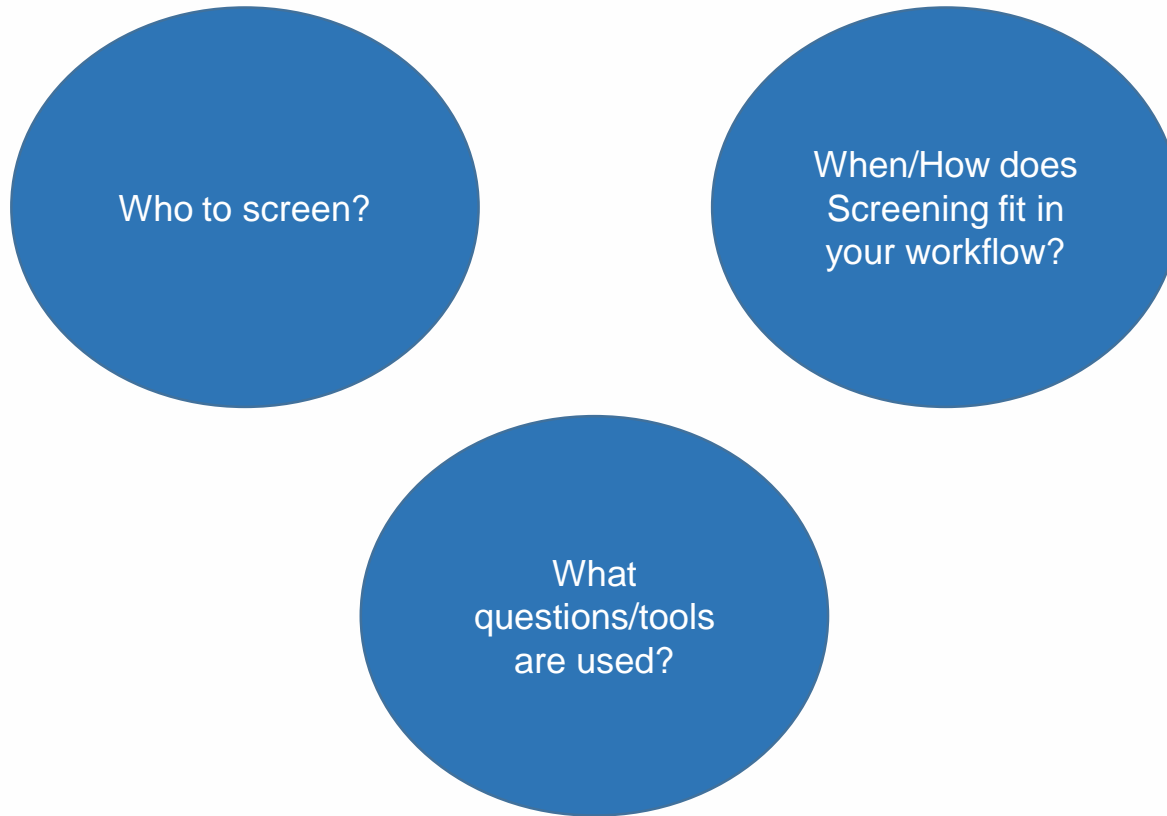 Who to screen?
When/How does
Screening fit in
your workflow?
What
questions/tools
are used?